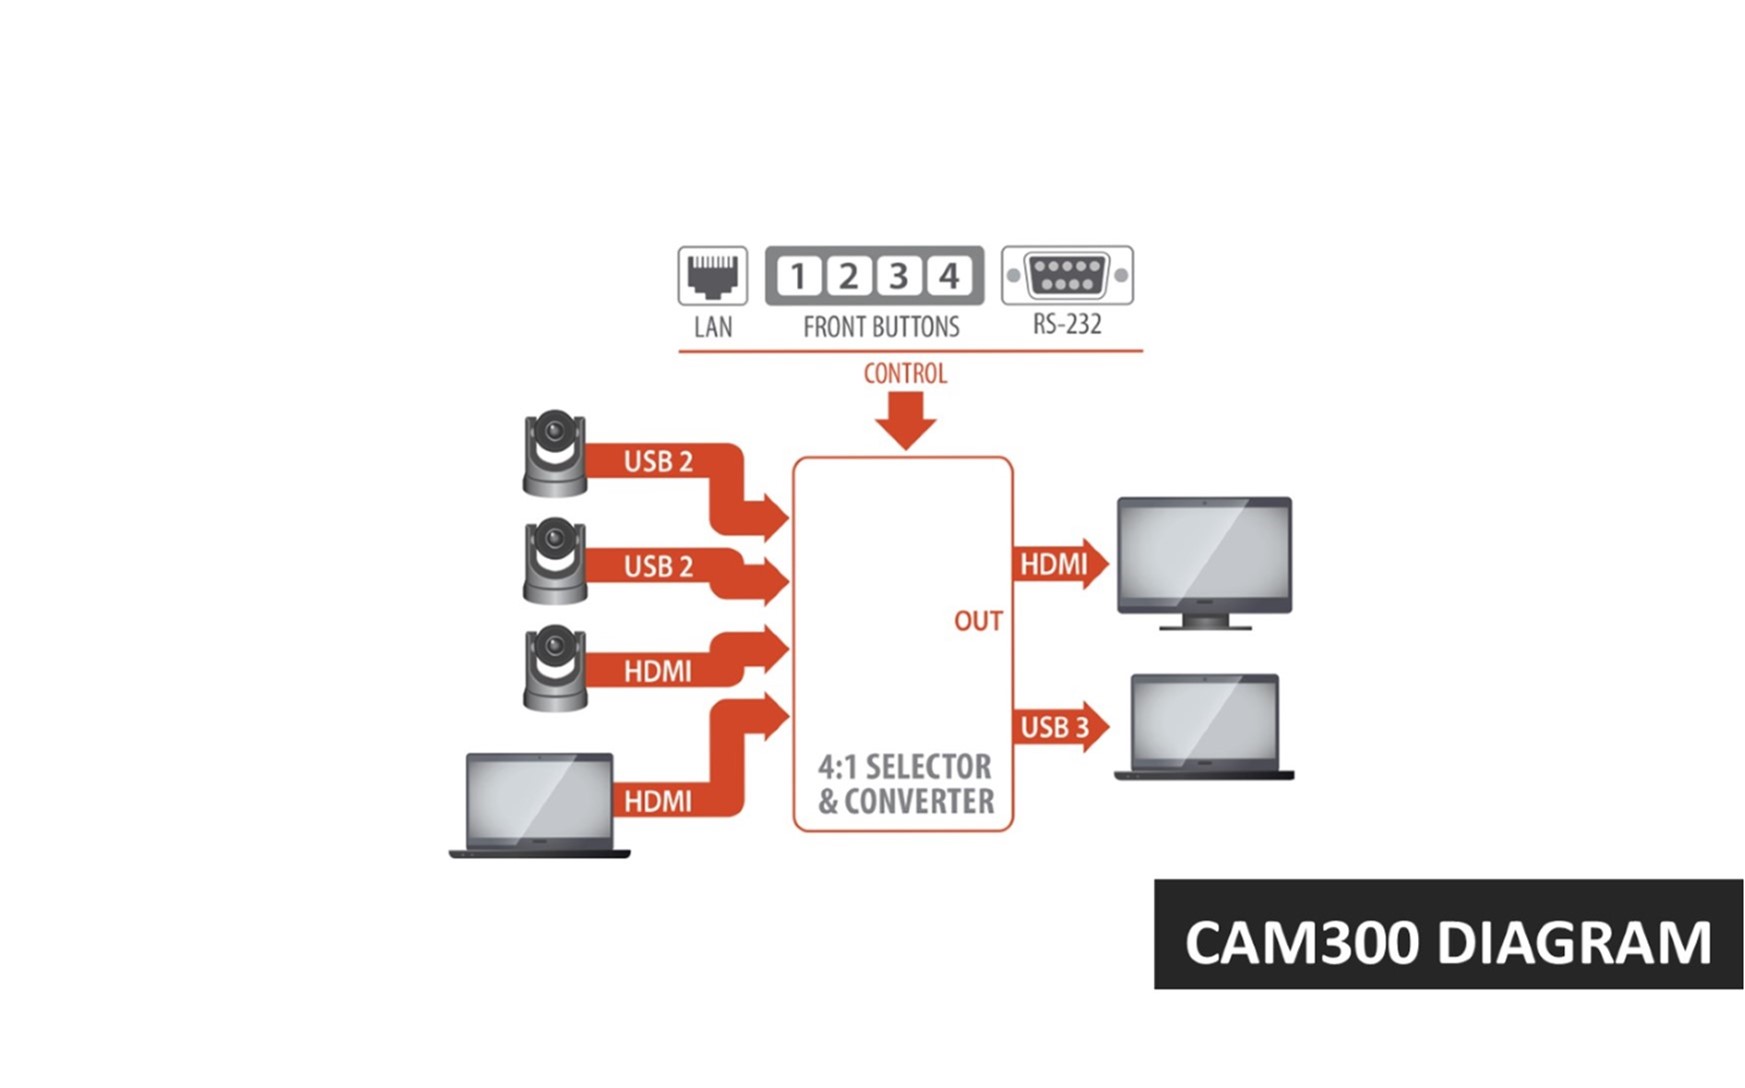 1 2 3 4
LAN FRONT BUTTONS RS-232
CONTROL
USB 2
USB 2
HDMI
HDMI
HDMI
OUT
USB 3
4:1 SELECTOR
& CONVERTER
CAM300 DIAGRAM